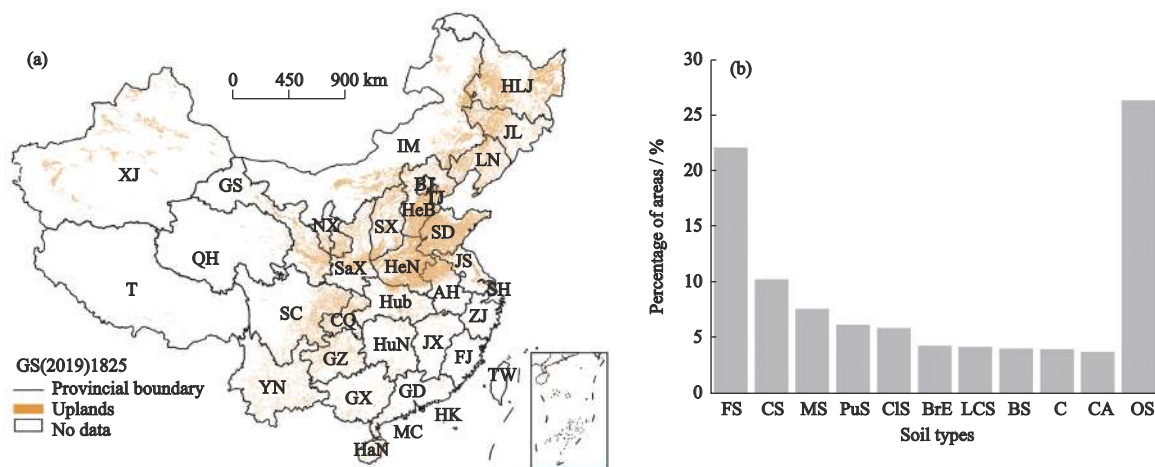 (a)
0 450 900 km
HLJ
JL
IM
LN
XJ
GS
BJ
TJ
HeB
NX
SX
SD
QH
SaX
HeN
JS
T
AH
SH
SC
Hub
CQ
ZJ
HuN
JX
GZ
FJ
YN
GX
GD
TW
HK
MC
HaN
GS(2019)1825
Provincial boundary
Uplands
No data
(b)
Percentage of areas / %
30
25
20
15
10
5
0
FS CS MS PuS ClS BrE LCS BS C CA OS
Soil types